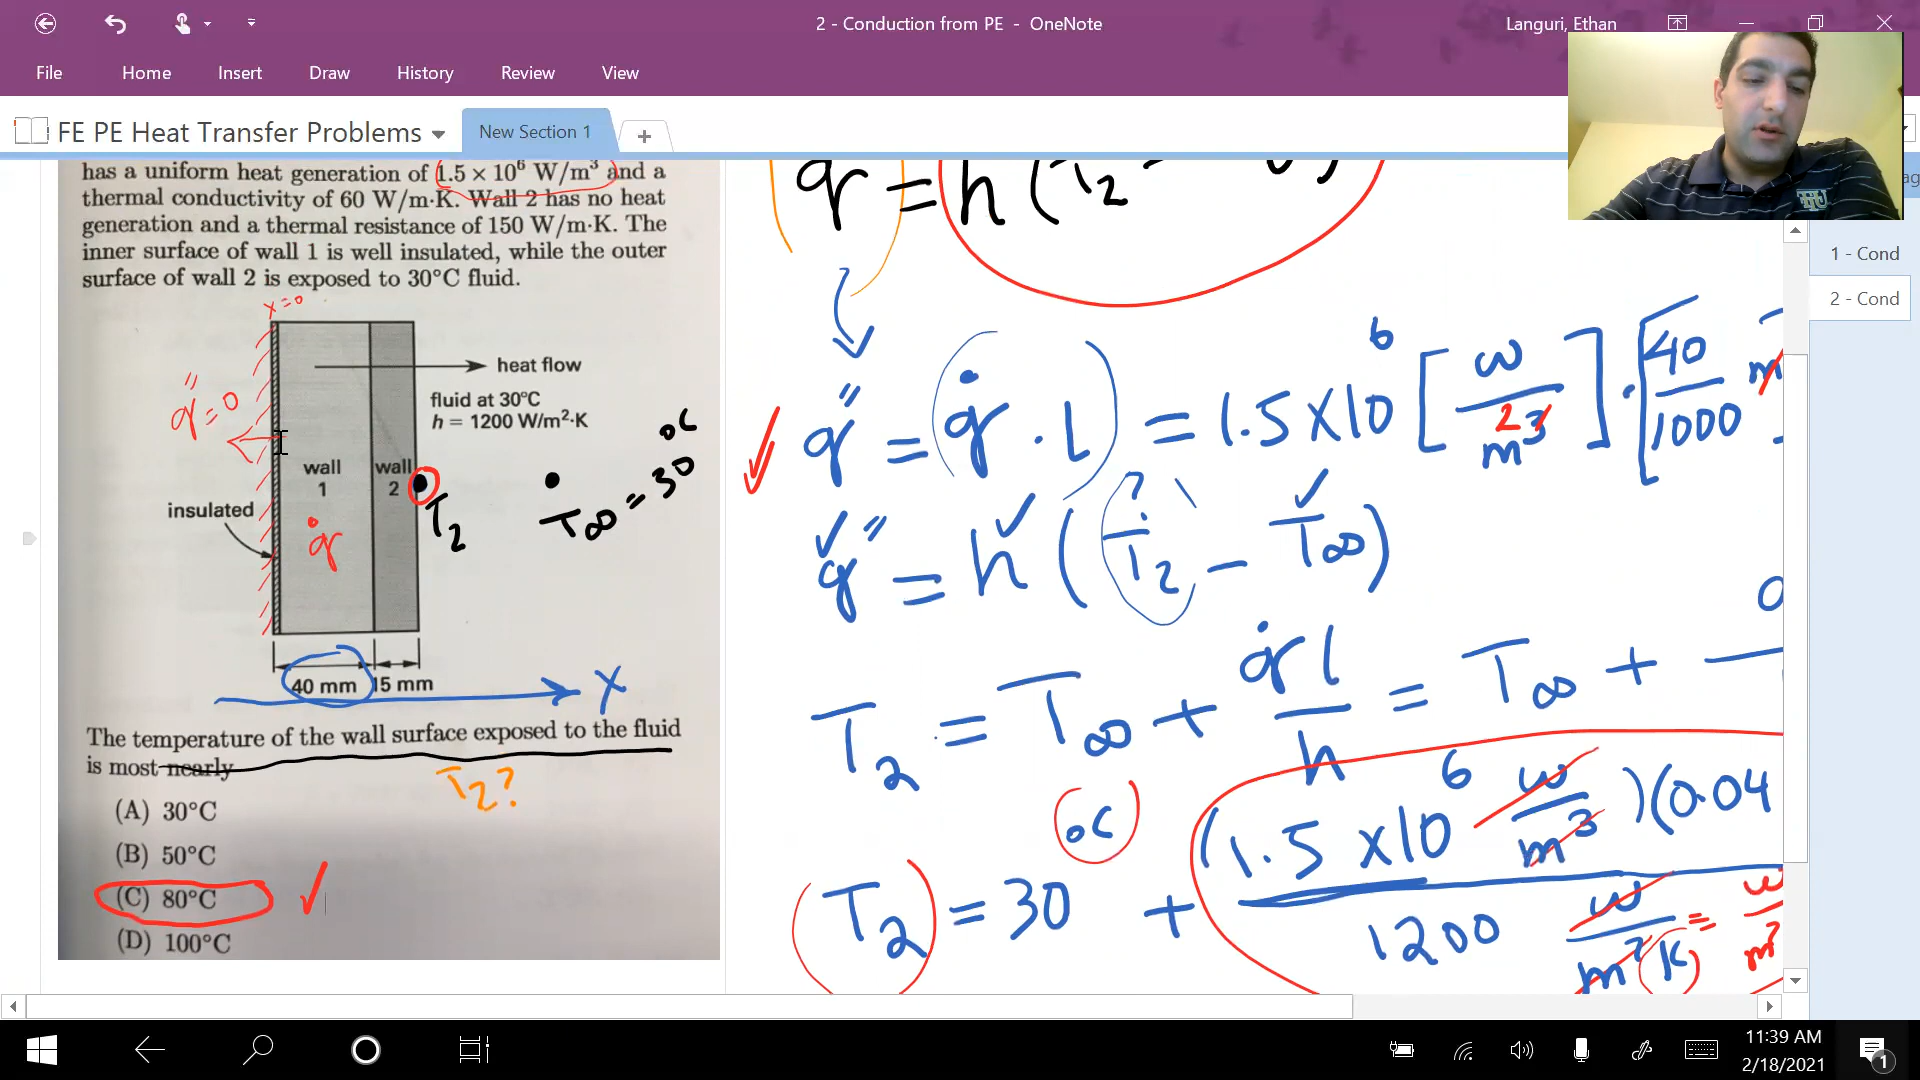 2 - Conduction from PE - OneNote
Languri, Ethan
File Home Insert Draw History Review View
FE PE Heat Transfer Problems
New Section 1
+
has a uniform heat generation of 1.5 × 10⁶ W/m³ and a
thermal conductivity of 60 W/m·K. Wall 2 has no heat
generation and a thermal resistance of 150 W/m·K. The
inner surface of wall 1 is well insulated, while the outer
surface of wall 2 is exposed to 30°C fluid.
x=0
heat flow
q̇″=0
fluid at 30°C
h = 1200 W/m²·K
wall
1
wall
2
T₂
T∞ = 30 °C
insulated
q̇
40 mm
15 mm
X
The temperature of the wall surface exposed to the fluid
is most nearly
T₂?
(A) 30°C
(B) 50°C
(C) 80°C ✓
(D) 100°C
q = h (T₂
q″ = q̇ · L = 1.5 × 10⁶ [W/m³] · [40/1000 m
q″ = h (T₂ - T∞)
?
T₂ = T∞ + q̇L/h = T∞ +
T₂ = 30 °C + (1.5 × 10⁶ W/m³)(0.04
1200 W/m²K = W/m²
1 - Cond
2 - Cond
11:39 AM
2/18/2021
1